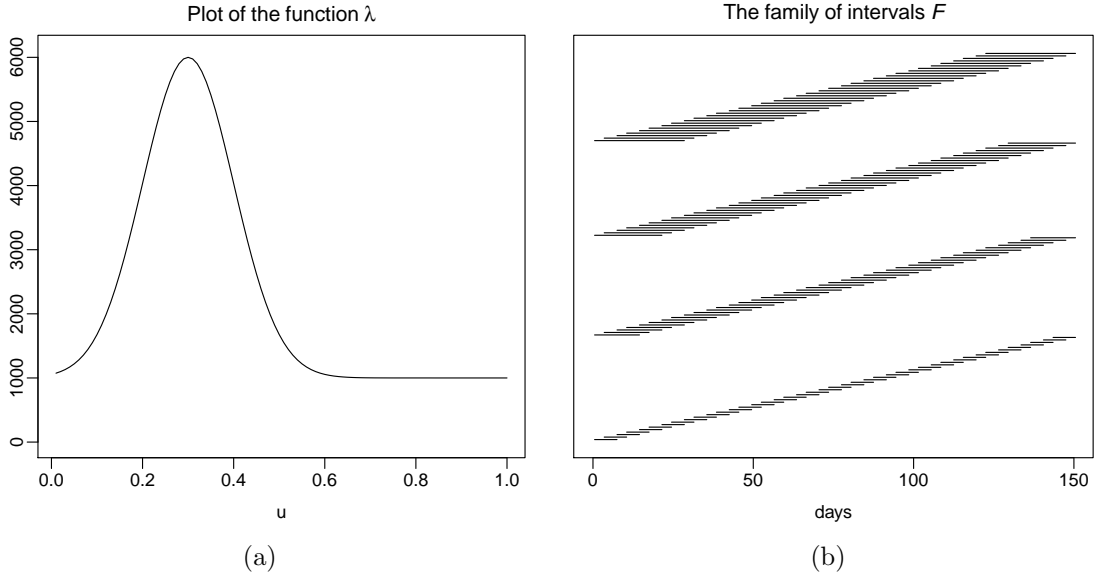 Plot of the function λ
6000
5000
4000
3000
2000
1000
0
0.0 0.2 0.4 0.6 0.8 1.0
u
(a)
The family of intervals F
0 50 100 150
days
(b)